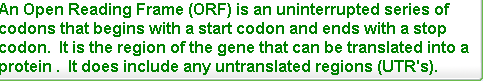 An Open Reading Frame (ORF) is an uninterrupted series of
codons that begins with a start codon and ends with a stop
codon.  It is the region of the gene that can be translated into a
protein .  It does include any untranslated regions (UTR's).